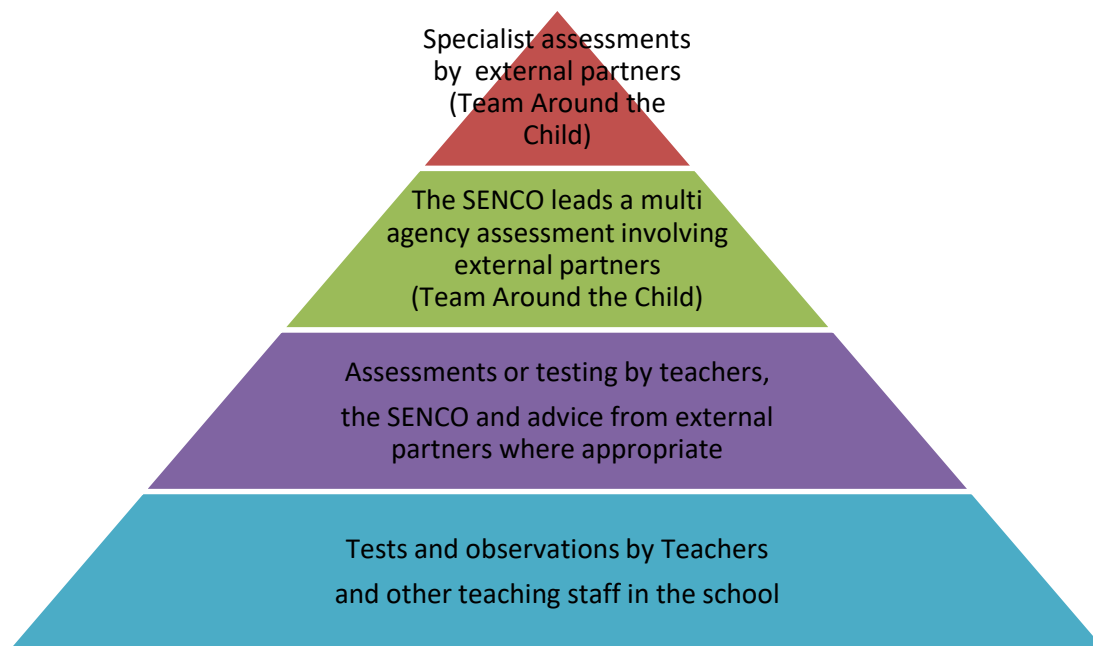 Specialist assessments
by  external partners
(Team Around the
Child)
The SENCO leads a multi
agency assessment involving
external partners
(Team Around the Child)
Assessments or testing by teachers,
the SENCO and advice from external
partners where appropriate
Tests and observations by Teachers
and other teaching staff in the school